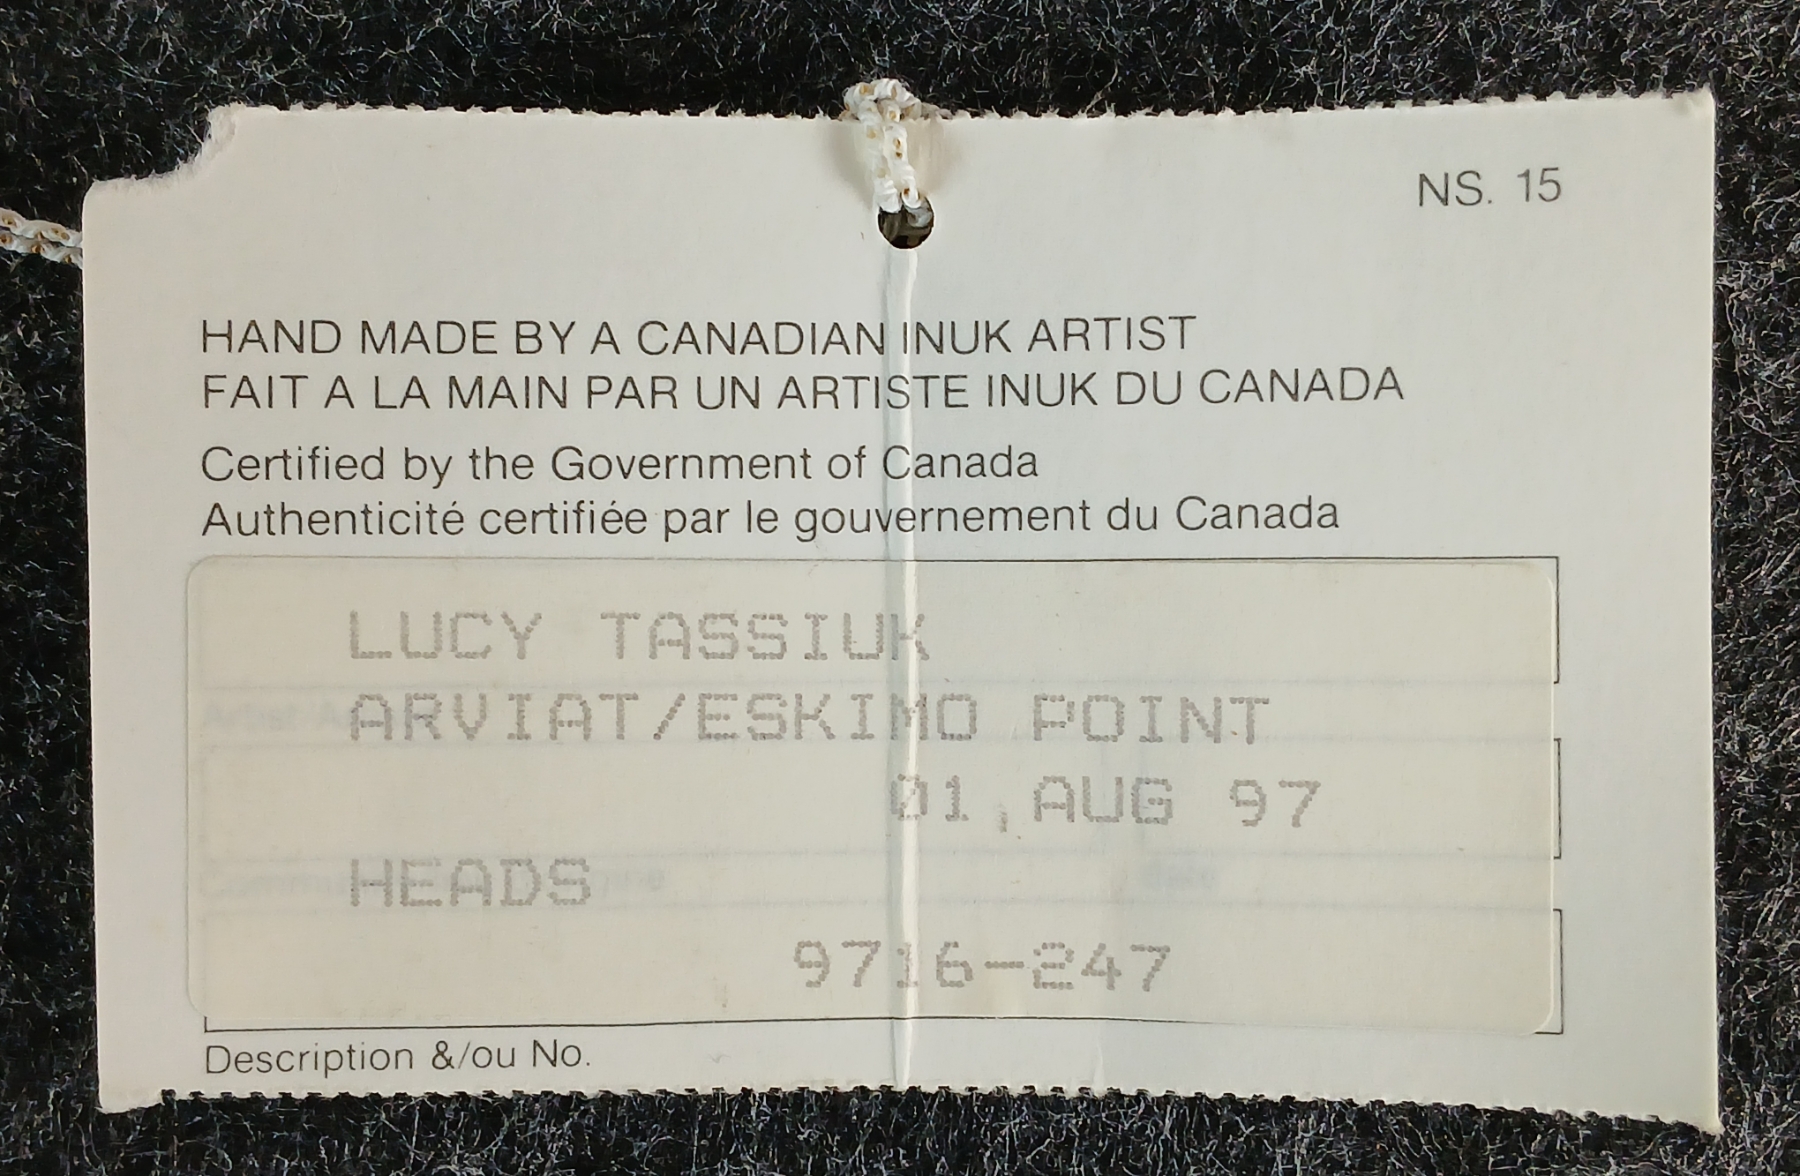 NS. 15
HAND MADE BY A CANADIAN INUK ARTIST
FAIT A LA MAIN PAR UN ARTISTE INUK DU CANADA
Certified by the Government of Canada
Authenticité certifiée par le gouvernement du Canada
LUCY TASSIUK
ARVIAT/ESKIMO POINT
01 AUG 97
HEADS
9716-247
Description &/ou No.